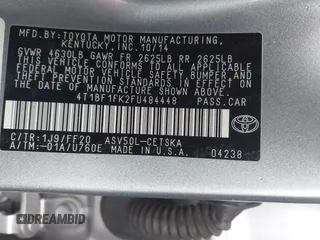 MFD. BY:TOYOTA MOTOR MANUFACTURING,
KENTUCKY, INC. 10/14
GVWR 4630LB GAWR FR 2625LB RR 2625LB
THIS VEHICLE CONFORMS TO ALL APPLICABLE
FEDERAL MOTOR VEHICLE SAFETY, BUMPER, AND
THEFT PREVENTION STANDARDS IN EFFECT ON
THE DATE OF MANUFACTURE SHOWN ABOVE.
4T1BF1FK2FU484448 PASS.CAR
C/TR:1J9/FF20 ASV50L-CETSKA
A/TM:-01A/U760E MADE IN U.S.A.
TOYOTA
04238
DREAMBID